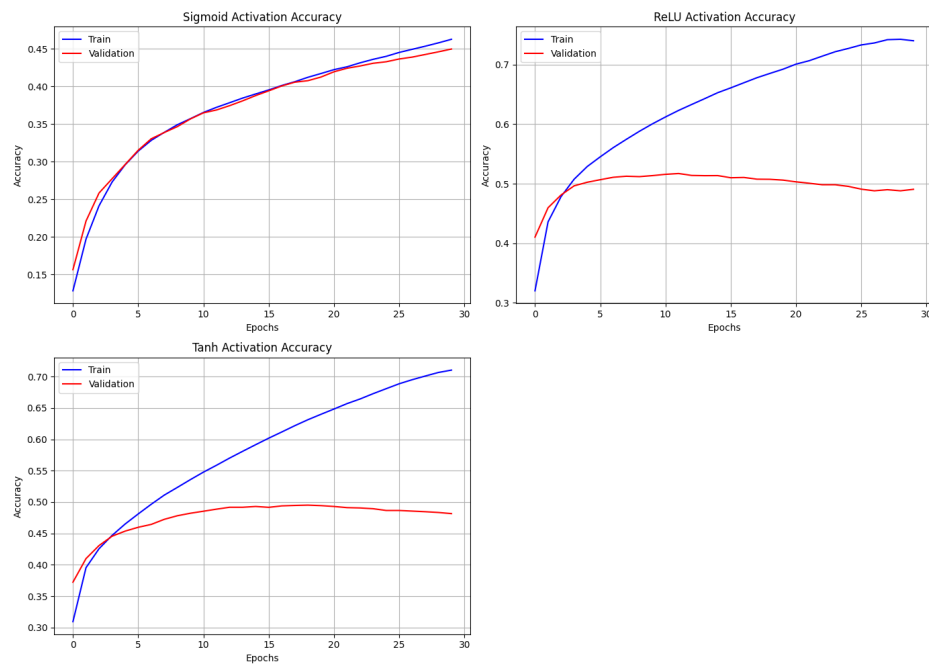 Sigmoid Activation Accuracy
Train
Validation
0.45
0.40
0.35
0.30
0.25
0.20
0.15
Accuracy
0 5 10 15 20 25 30
Epochs
ReLU Activation Accuracy
Train
Validation
0.7
0.6
0.5
0.4
0.3
Accuracy
0 5 10 15 20 25
Epochs
Tanh Activation Accuracy
Train
Validation
0.70
0.65
0.60
0.55
0.50
0.45
0.40
0.35
0.30
Accuracy
0 5 10 15 20 25 30
Epochs